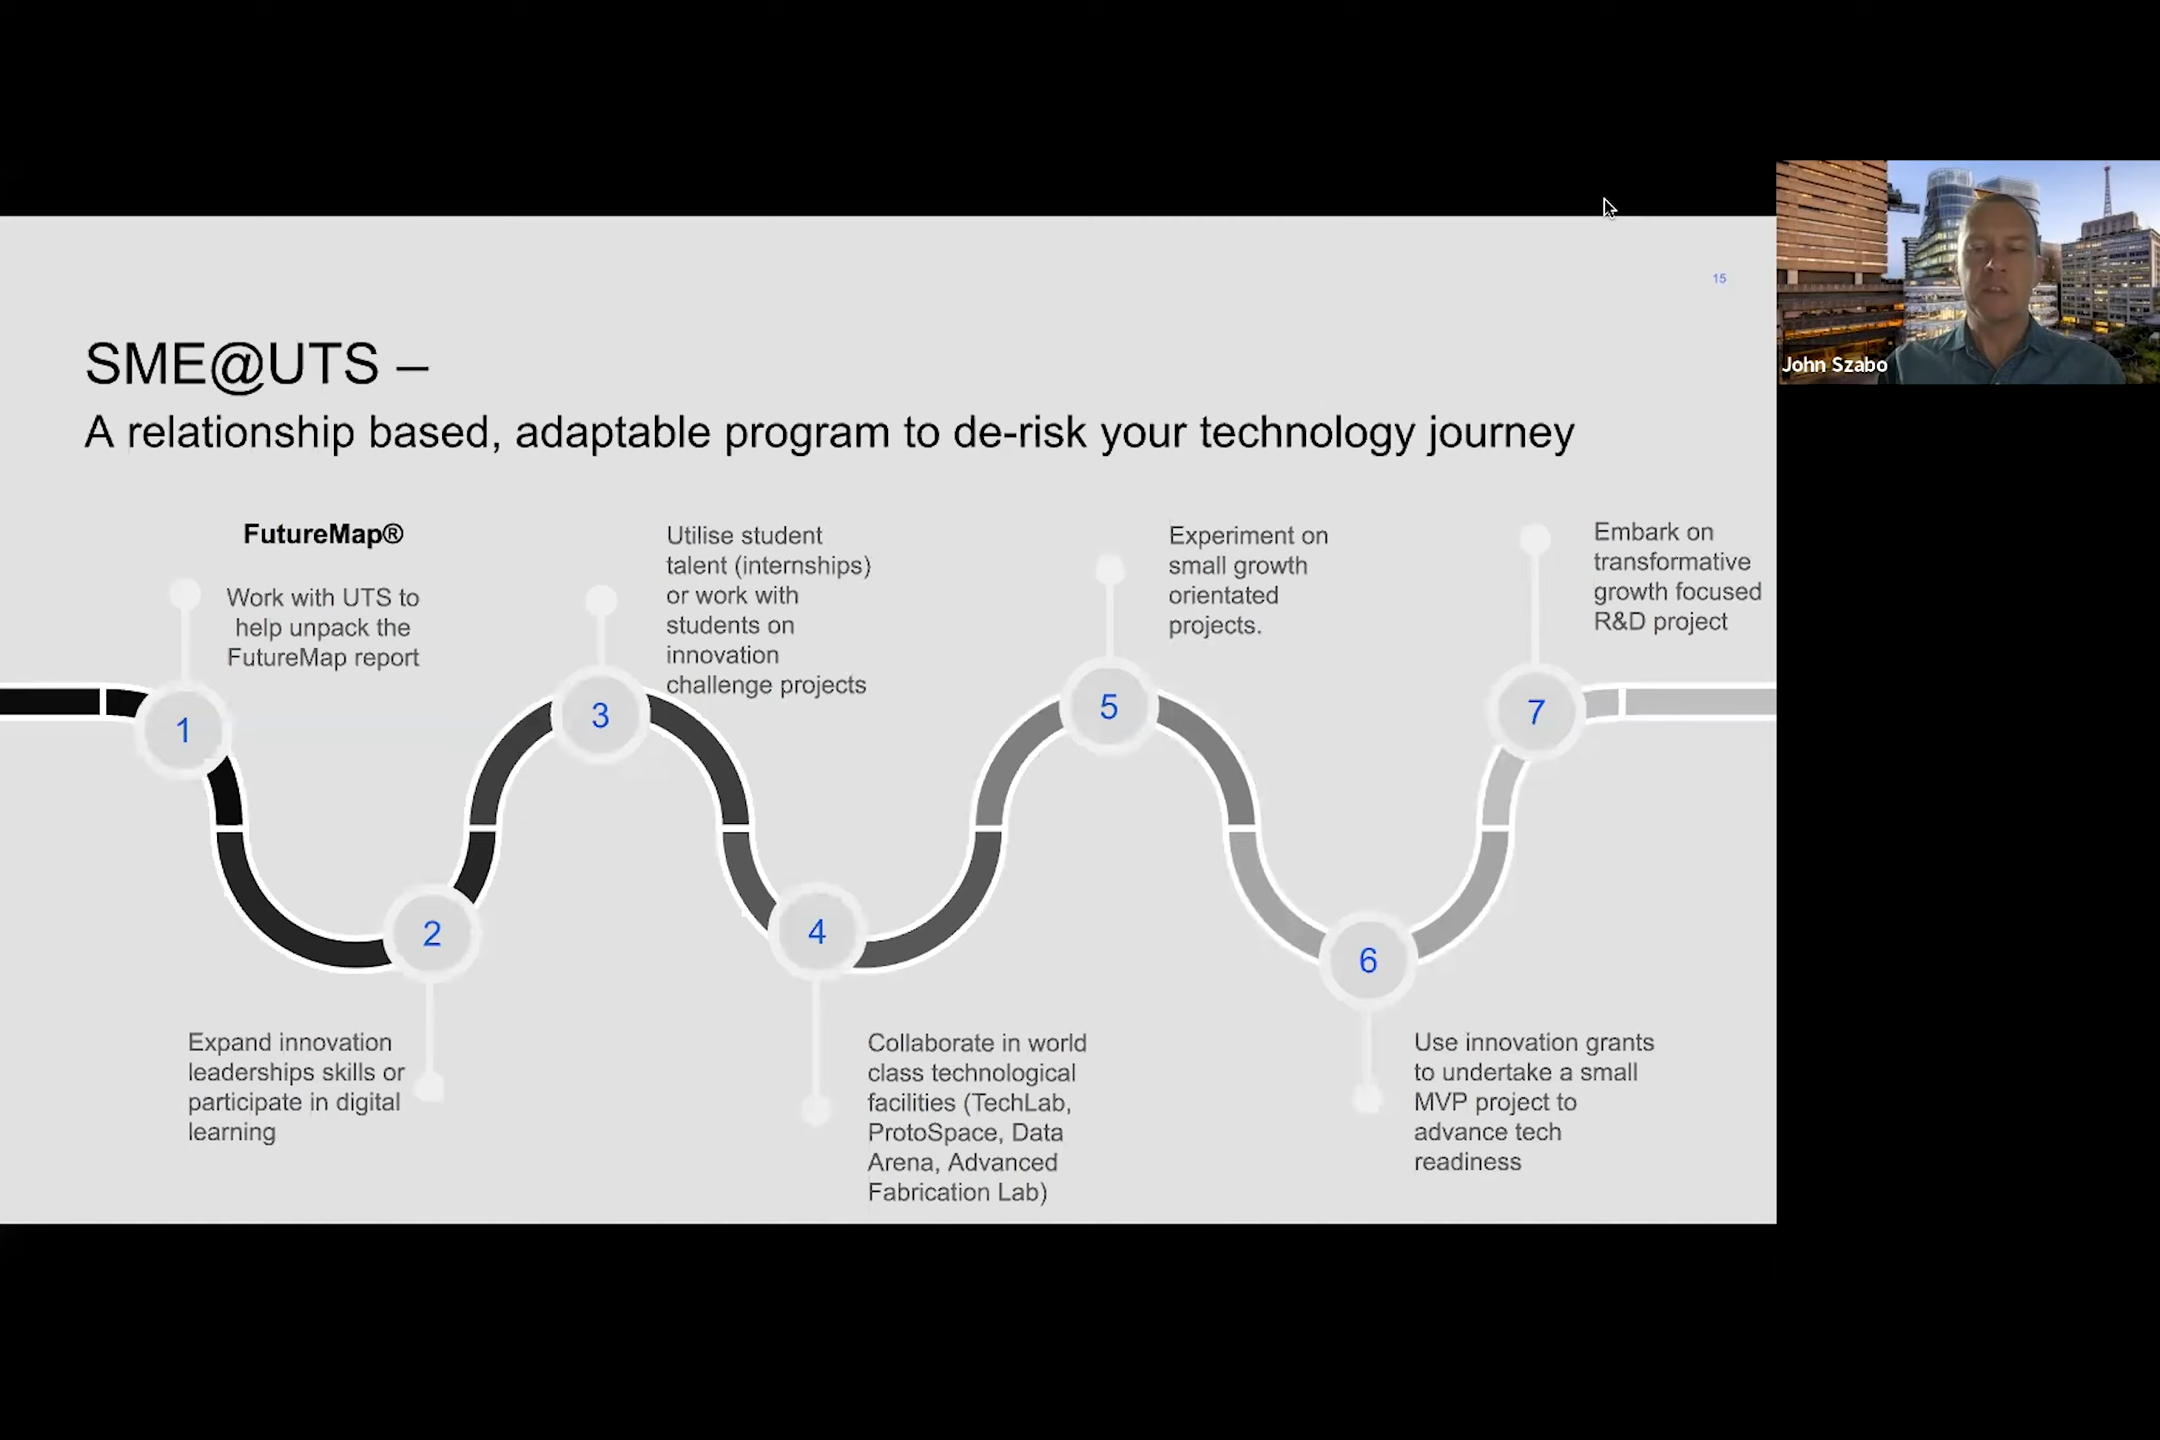 15
John Szabo
SME@UTS –
A relationship based, adaptable program to de-risk your technology journey
FutureMap®
Work with UTS to
help unpack the
FutureMap report
Utilise student
talent (internships)
or work with
students on
innovation
challenge projects
Experiment on
small growth
orientated
projects.
Embark on
transformative
growth focused
R&D project
1
3
5
7
2
4
6
Expand innovation
leaderships skills or
participate in digital
learning
Collaborate in world
class technological
facilities (TechLab,
ProtoSpace, Data
Arena, Advanced
Fabrication Lab)
Use innovation grants
to undertake a small
MVP project to
advance tech
readiness